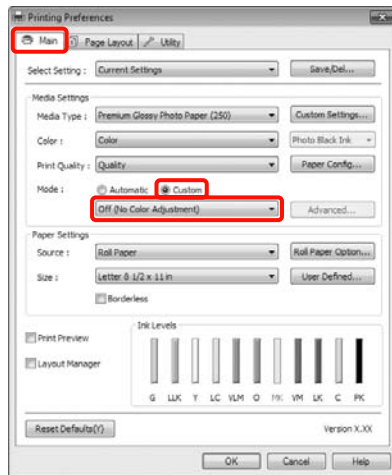 Printing Preferences
Main Page Layout Utility
Select Setting : Current Settings Save/Del...
Media Settings
Media Type : Premium Glossy Photo Paper (250) Custom Settings...
Color : Color Photo Black Ink
Print Quality : Quality Paper Config...
Mode : Automatic Custom
Off (No Color Adjustment) Advanced...
Paper Settings
Source : Roll Paper Roll Paper Option...
Size : Letter 8 1/2 x 11 in User Defined...
Borderless
Print Preview
Layout Manager
Ink Levels
G LLK Y LC VLM O MK VM LK C PK
Reset Defaults(Y) Version X.XX
OK Cancel Help